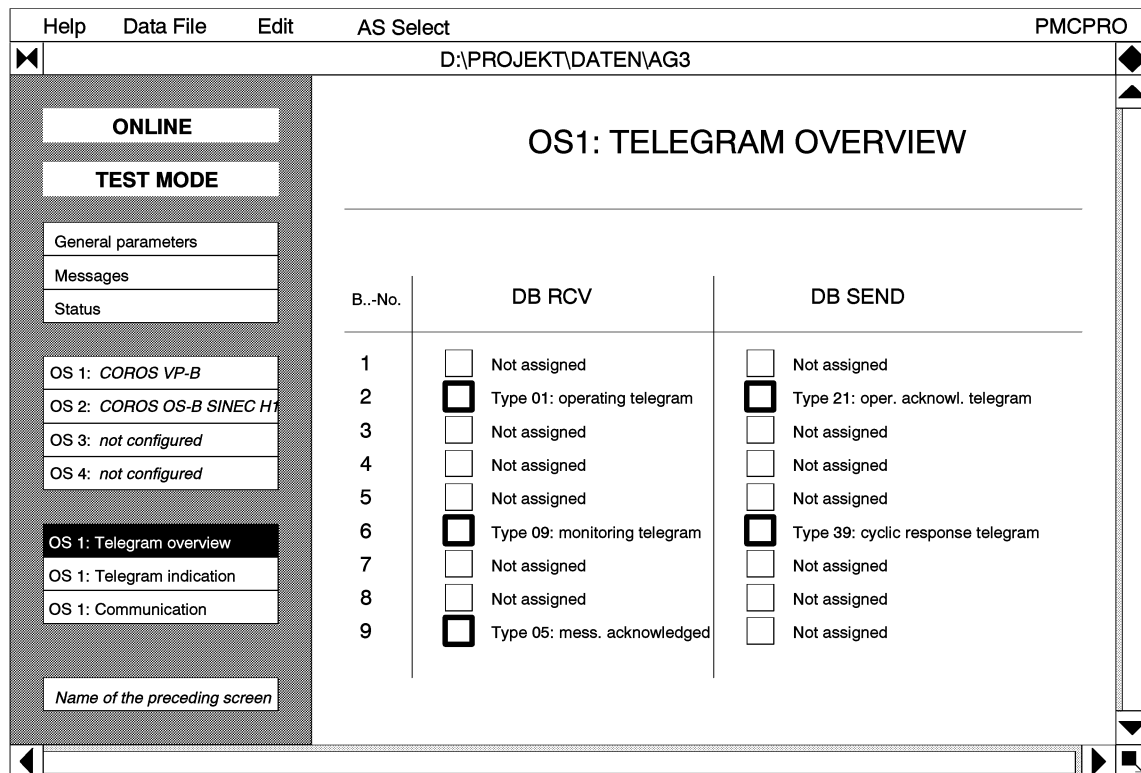 Help Data File Edit AS Select PMCPRO
D:\PROJEKT\DATEN\AG3
ONLINE
TEST MODE
General parameters
Messages
Status
OS 1: COROS VP-B
OS 2: COROS OS-B SINEC H1
OS 3: not configured
OS 4: not configured
OS 1: Telegram overview
OS 1: Telegram indication
OS 1: Communication
Name of the preceding screen
OS1: TELEGRAM OVERVIEW
B..-No. DB RCV DB SEND
1 Not assigned Not assigned
2 Type 01: operating telegram Type 21: oper. acknowl. telegram
3 Not assigned Not assigned
4 Not assigned Not assigned
5 Not assigned Not assigned
6 Type 09: monitoring telegram Type 39: cyclic response telegram
7 Not assigned Not assigned
8 Not assigned Not assigned
9 Type 05: mess. acknowledged Not assigned